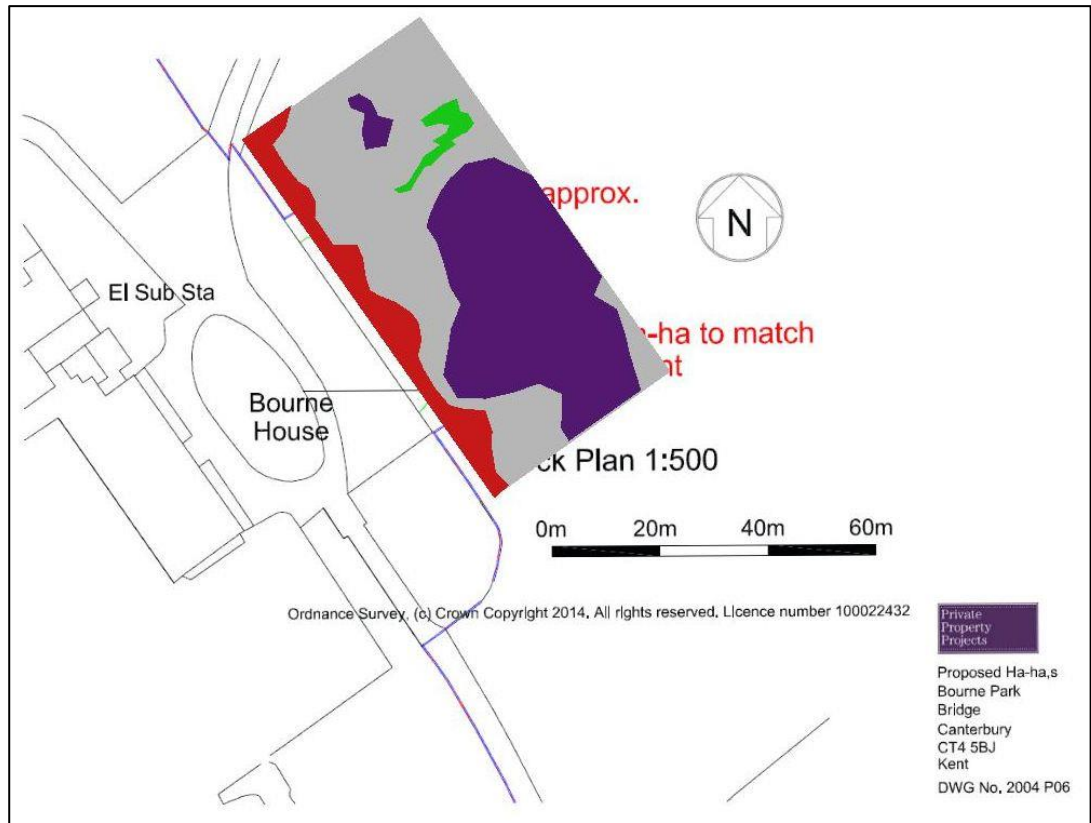 approx.
N
El Sub Sta
-ha to match
Bourne
House
Plan 1:500
0m 20m 40m 60m
Ordnance Survey, (c) Crown Copyright 2014. All rights reserved. Licence number 100022432
Private
Property
Projects
Proposed Ha-ha,s
Bourne Park
Bridge
Canterbury
CT4 5BJ
Kent
DWG No. 2004 P06